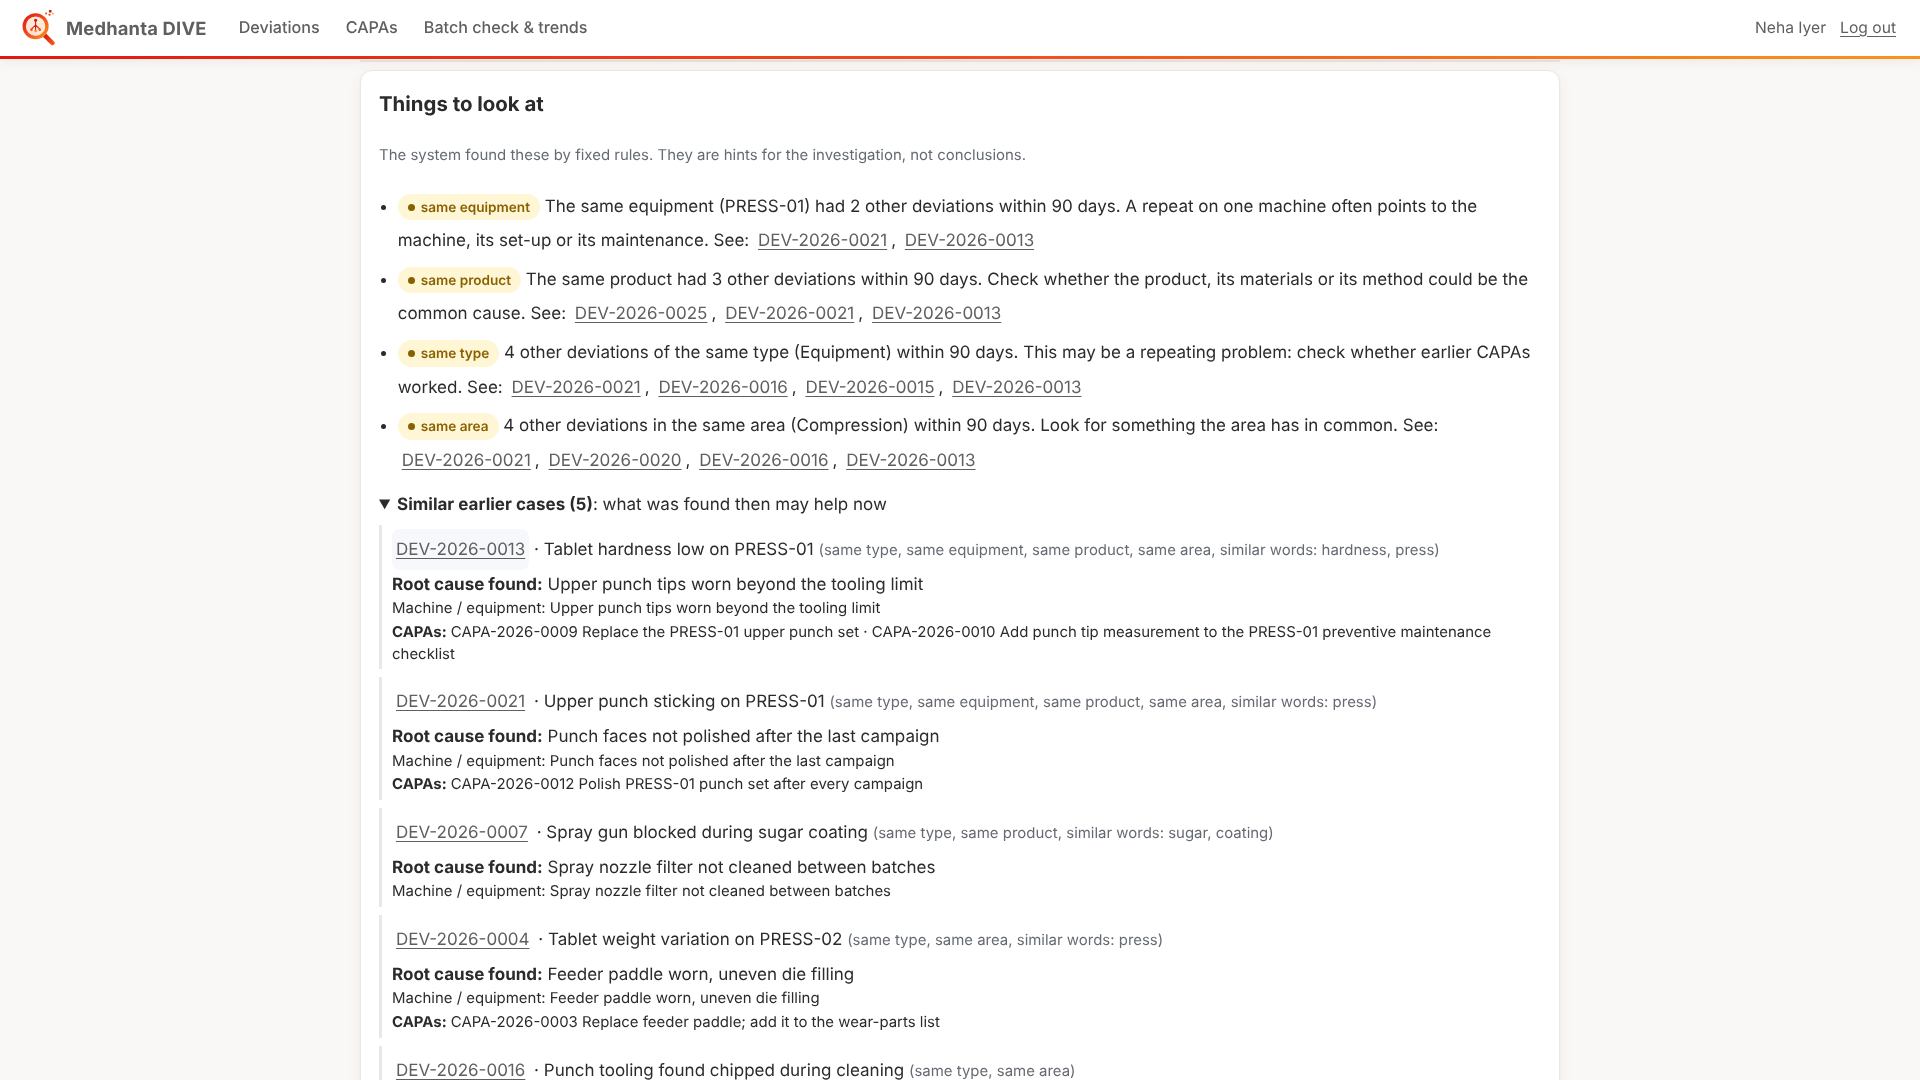 Medhanta DIVE Deviations CAPAs Batch check & trends Neha Iyer Log out
Things to look at
The system found these by fixed rules. They are hints for the investigation, not conclusions.
• same equipment The same equipment (PRESS-01) had 2 other deviations within 90 days. A repeat on one machine often points to the
machine, its set-up or its maintenance. See: DEV-2026-0021 , DEV-2026-0013
• same product The same product had 3 other deviations within 90 days. Check whether the product, its materials or its method could be the
common cause. See: DEV-2026-0025 , DEV-2026-0021 , DEV-2026-0013
• same type 4 other deviations of the same type (Equipment) within 90 days. This may be a repeating problem: check whether earlier CAPAs
worked. See: DEV-2026-0021 , DEV-2026-0016 , DEV-2026-0015 , DEV-2026-0013
• same area 4 other deviations in the same area (Compression) within 90 days. Look for something the area has in common. See:
DEV-2026-0021 , DEV-2026-0020 , DEV-2026-0016 , DEV-2026-0013
▼ Similar earlier cases (5): what was found then may help now
DEV-2026-0013 · Tablet hardness low on PRESS-01 (same type, same equipment, same product, same area, similar words: hardness, press)
Root cause found: Upper punch tips worn beyond the tooling limit
Machine / equipment: Upper punch tips worn beyond the tooling limit
CAPAs: CAPA-2026-0009 Replace the PRESS-01 upper punch set · CAPA-2026-0010 Add punch tip measurement to the PRESS-01 preventive maintenance
checklist
DEV-2026-0021 · Upper punch sticking on PRESS-01 (same type, same equipment, same product, same area, similar words: press)
Root cause found: Punch faces not polished after the last campaign
Machine / equipment: Punch faces not polished after the last campaign
CAPAs: CAPA-2026-0012 Polish PRESS-01 punch set after every campaign
DEV-2026-0007 · Spray gun blocked during sugar coating (same type, same product, similar words: sugar, coating)
Root cause found: Spray nozzle filter not cleaned between batches
Machine / equipment: Spray nozzle filter not cleaned between batches
DEV-2026-0004 · Tablet weight variation on PRESS-02 (same type, same area, similar words: press)
Root cause found: Feeder paddle worn, uneven die filling
Machine / equipment: Feeder paddle worn, uneven die filling
CAPAs: CAPA-2026-0003 Replace feeder paddle; add it to the wear-parts list
DEV-2026-0016 · Punch tooling found chipped during cleaning (same type, same area)